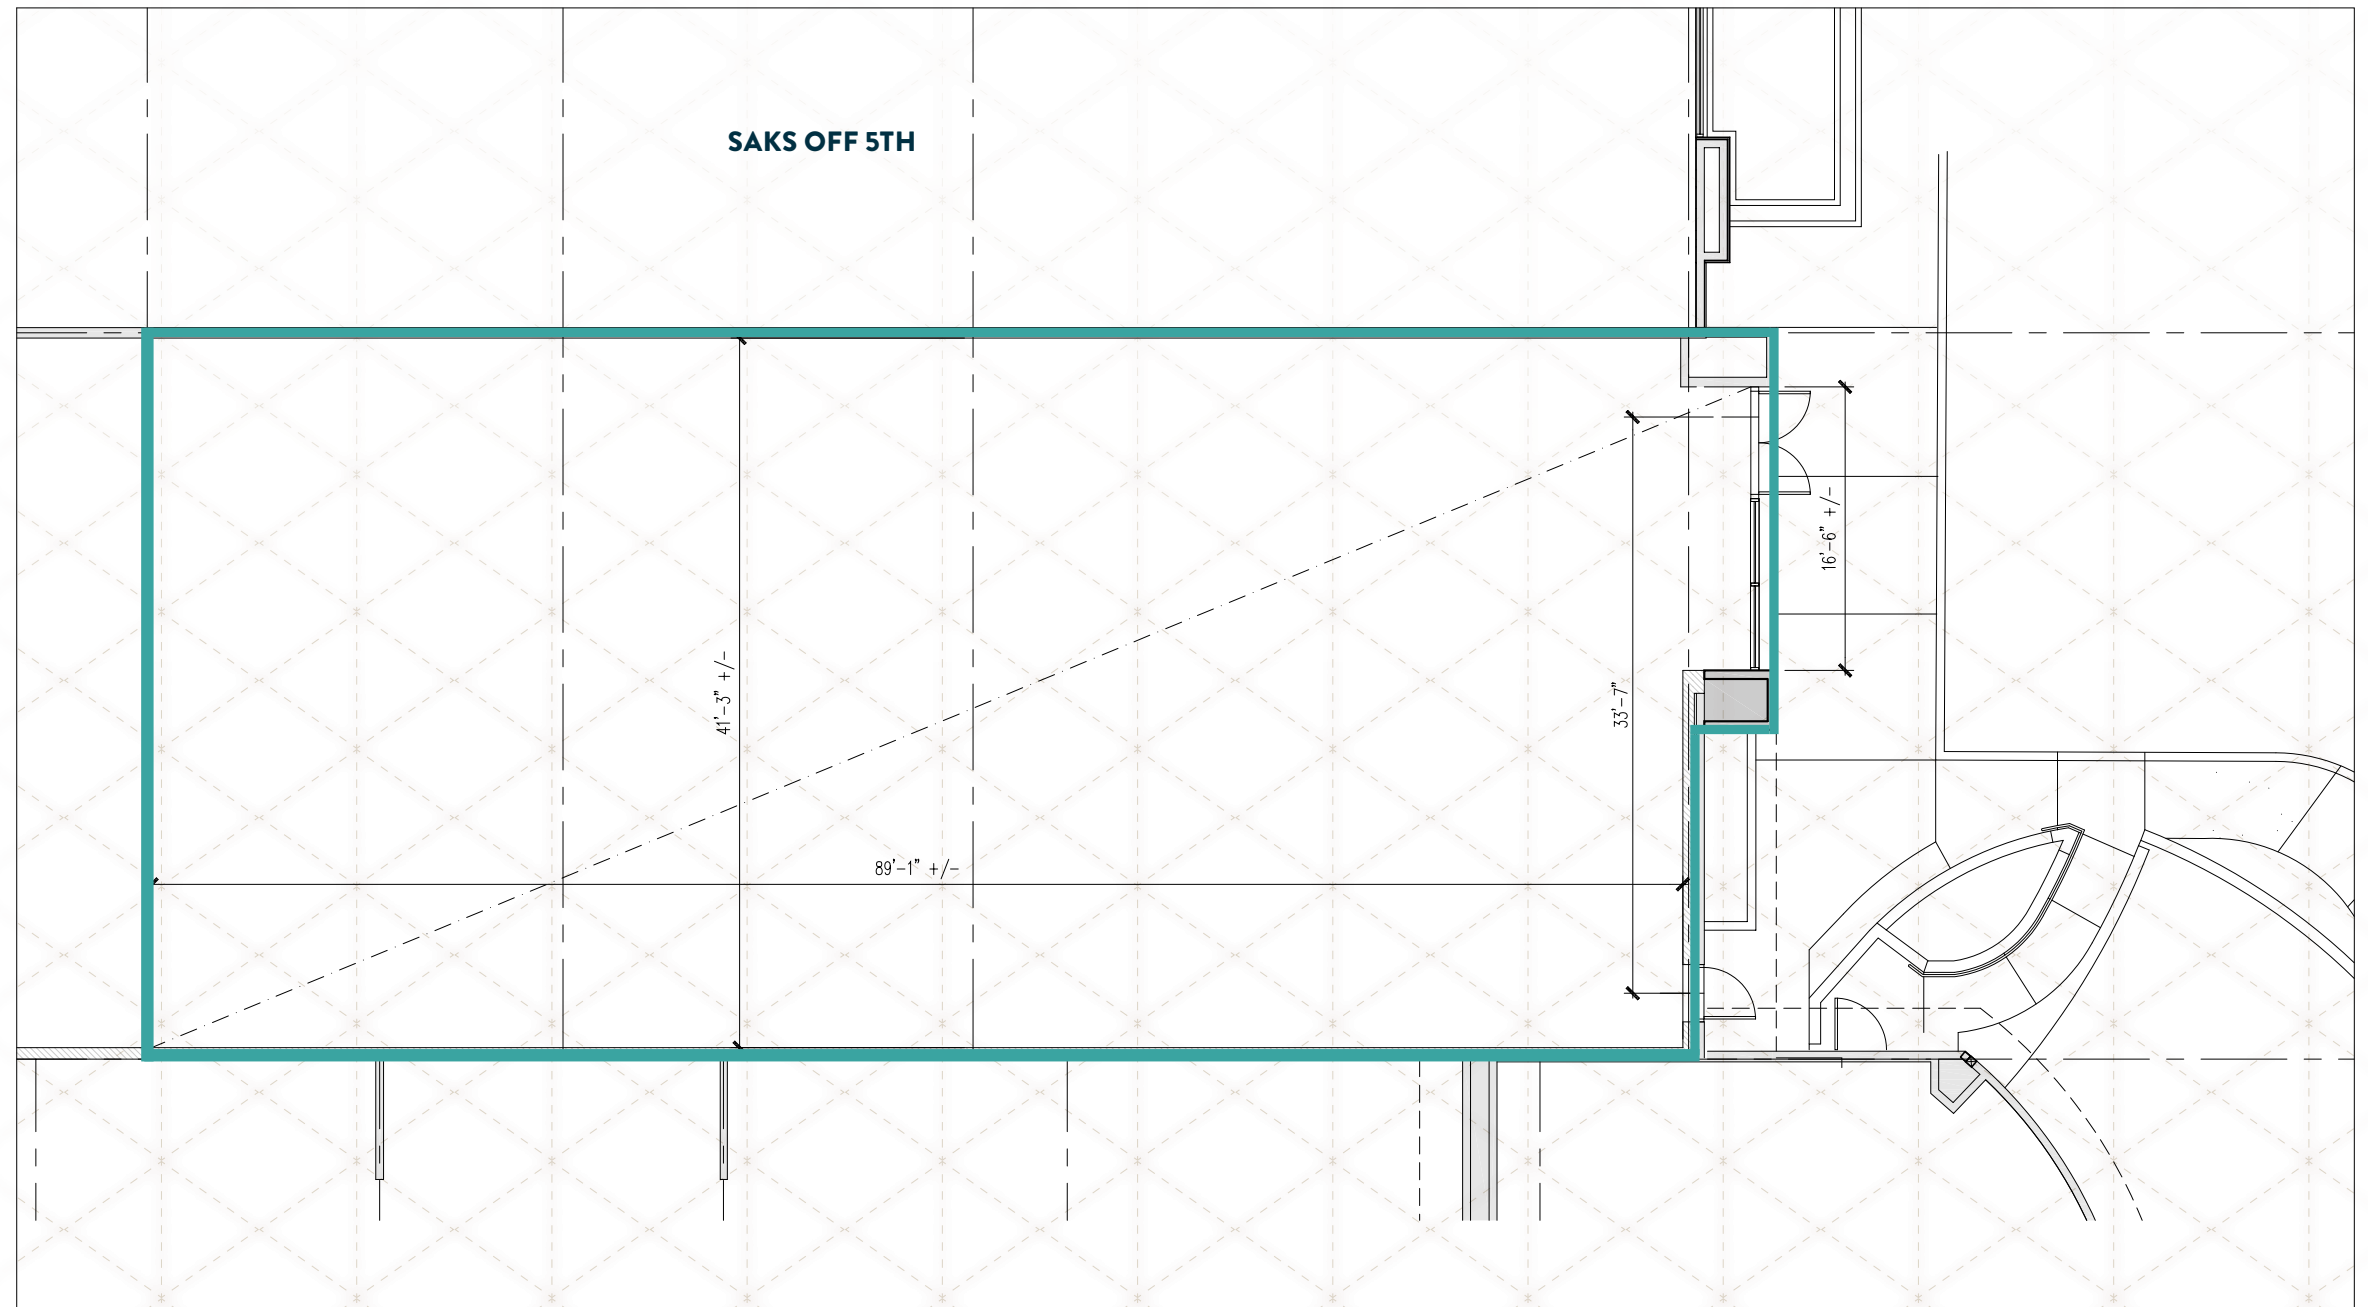 SAKS OFF 5TH
16'-6" +/-
41'-3" +/-
33'-7"
89'-1" +/-